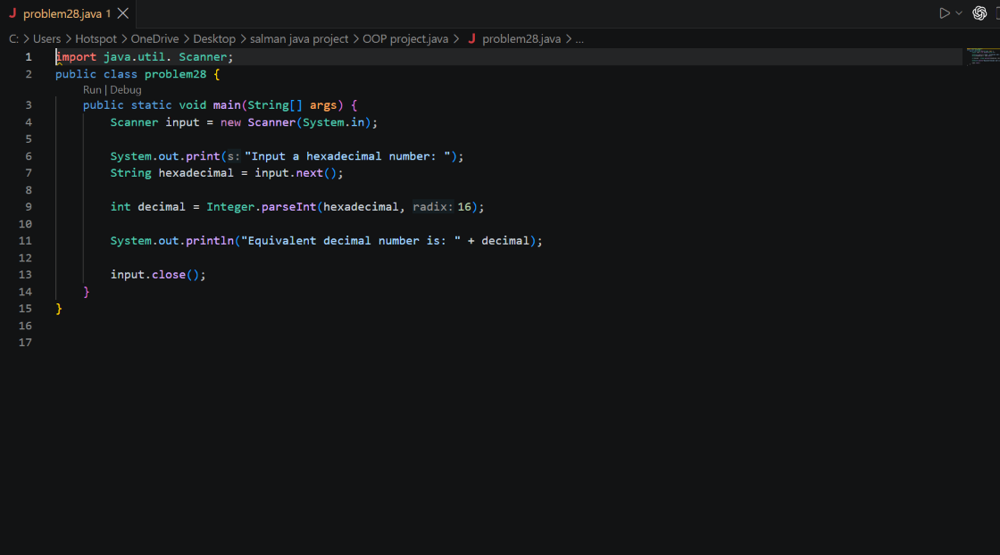 J problem28.java 1
C: > Users > Hotspot > OneDrive > Desktop > salman java project > OOP project.java > J problem28.java > ...
1 import java.util. Scanner;
2 public class problem28 {
Run | Debug
3 public static void main(String[] args) {
4 Scanner input = new Scanner(System.in);
5
6 System.out.print(s: "Input a hexadecimal number: ");
7 String hexadecimal = input.next();
8
9 int decimal = Integer.parseInt(hexadecimal, radix: 16);
10
11 System.out.println("Equivalent decimal number is: " + decimal);
12
13 input.close();
14 }
15 }
16
17